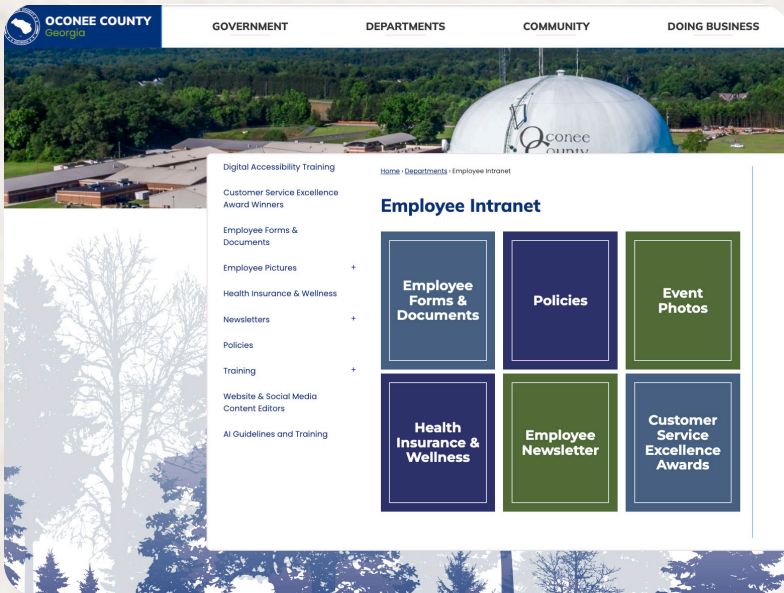 OCONEE COUNTY
Georgia
GOVERNMENT
DEPARTMENTS
COMMUNITY
DOING BUSINESS
Oconee
COUNTY
Digital Accessibility Training
Customer Service Excellence
Award Winners
Employee Forms &
Documents
Employee Pictures +
Health Insurance & Wellness
Newsletters +
Policies
Training +
Website & Social Media
Content Editors
AI Guidelines and Training
Home › Departments › Employee Intranet
Employee Intranet
Employee
Forms &
Documents
Policies
Event
Photos
Health
Insurance &
Wellness
Employee
Newsletter
Customer
Service
Excellence
Awards